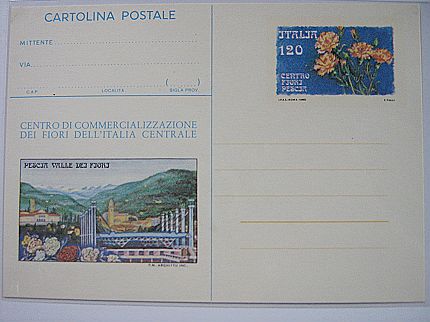 CARTOLINA POSTALE
MITTENTE
VIA
( )
C.A.P. LOCALITÀ SIGLA PROV.
ITALIA
120
CENTRO
FIORI
PESCIA
CENTRO DI COMMERCIALIZZAZIONE
DEI FIORI DELL'ITALIA CENTRALE
PESCIA VALLE DEI FIORI